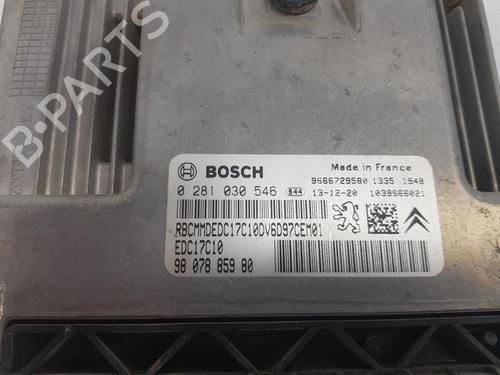 B-PARTS
BOSCH
Made in France
9666729580 1335 1548
0 281 030 546 944 13-12-20 1039S66021
RBCMMDEDC17C10DV6D97CEM01
EDC17C10
98 078 859 80